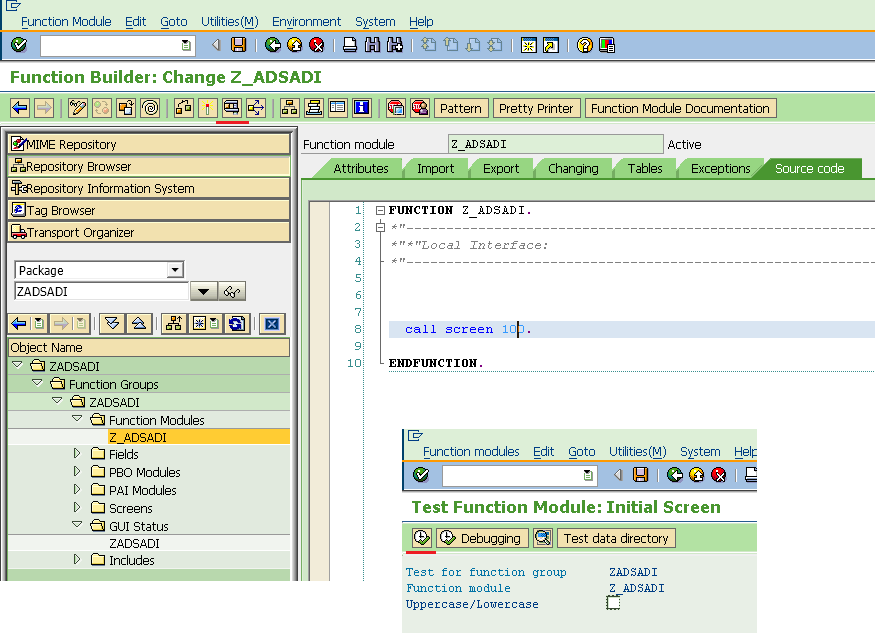 Function Module Edit Goto Utilities(M) Environment System Help
Function Builder: Change Z_ADSADI
Pattern Pretty Printer Function Module Documentation
MIME Repository
Repository Browser
Repository Information System
Tag Browser
Transport Organizer
Package
ZADSADI
Object Name
ZADSADI
Function Groups
ZADSADI
Function Modules
Z_ADSADI
Fields
PBO Modules
PAI Modules
Screens
GUI Status
ZADSADI
Includes
Function module Z_ADSADI Active
Attributes Import Export Changing Tables Exceptions Source code
1 FUNCTION Z_ADSADI.
2 *"----------------------------------------------------------------------
3 *"*"Local Interface:
4 *"----------------------------------------------------------------------
5
6
7
8 call screen 100.
9
10 ENDFUNCTION.
Function modules Edit Goto Utilities(M) System Help
Test Function Module: Initial Screen
Debugging Test data directory
Test for function group ZADSADI
Function module Z_ADSADI
Uppercase/Lowercase